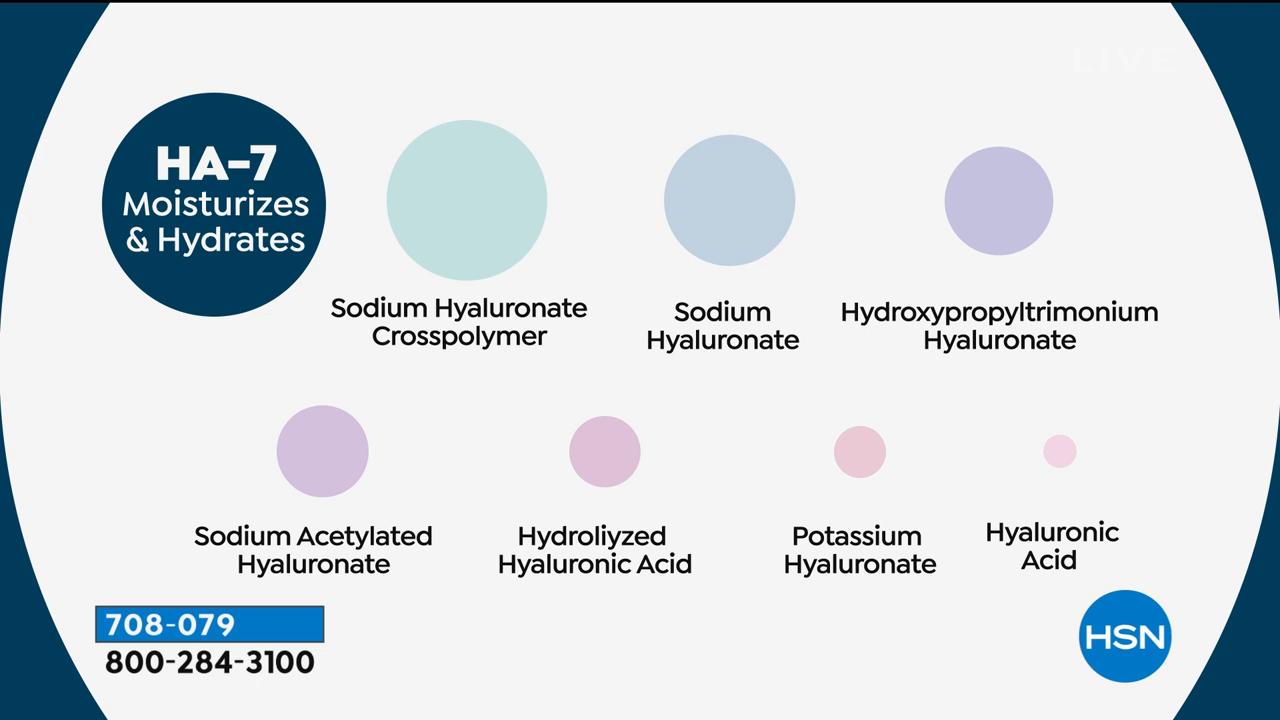 LIVE
HA-7
Moisturizes
& Hydrates
Sodium Hyaluronate
Crosspolymer
Sodium
Hyaluronate
Hydroxypropyltrimonium
Hyaluronate
Sodium Acetylated
Hyaluronate
Hydroliyzed
Hyaluronic Acid
Potassium
Hyaluronate
Hyaluronic
Acid
708-079
800-284-3100
HSN